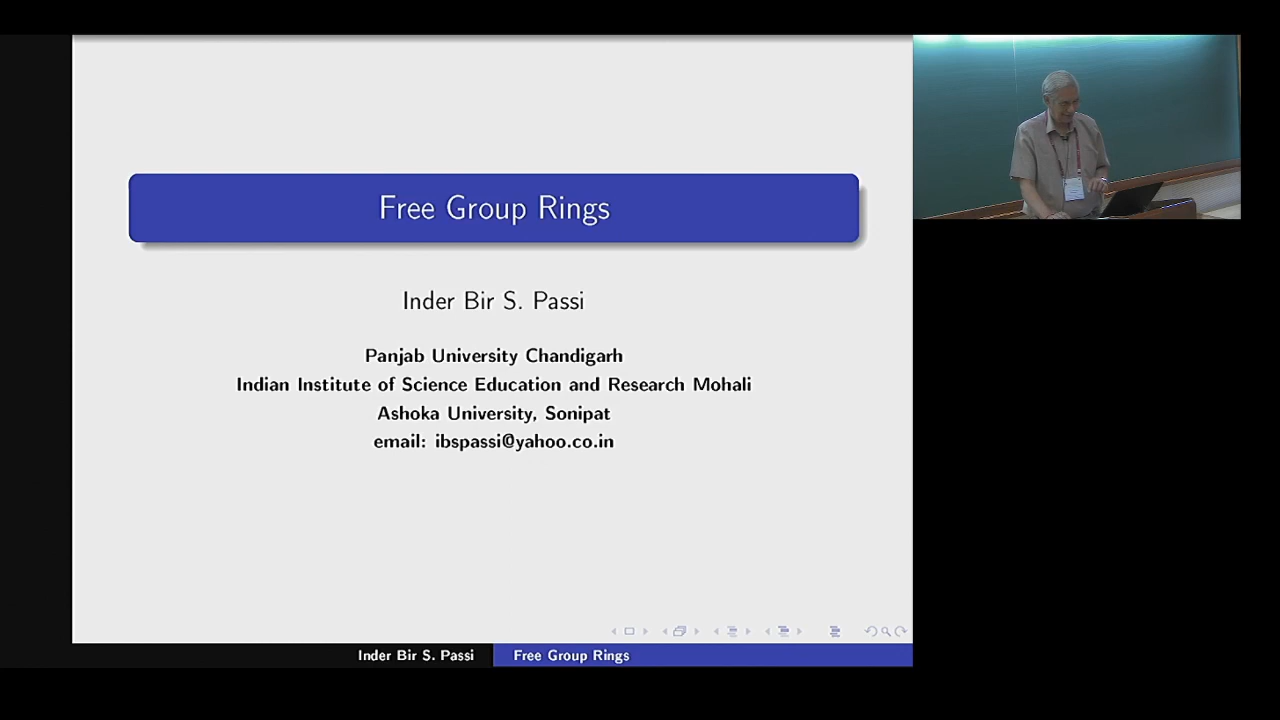 Free Group Rings
Inder Bir S. Passi
Panjab University Chandigarh
Indian Institute of Science Education and Research Mohali
Ashoka University, Sonipat
email: ibspassi@yahoo.co.in
Inder Bir S. Passi
Free Group Rings